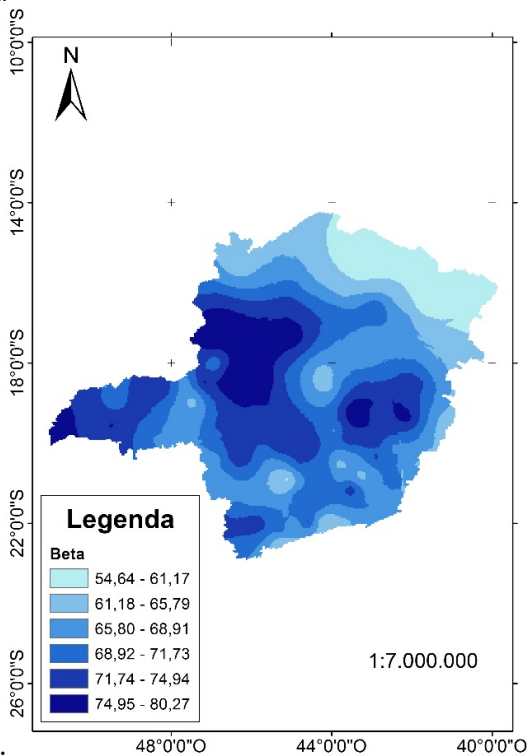 N
10°0'0"S
14°0'0"S
18°0'0"S
22°0'0"S
26°0'0"S
Legenda
Beta
54,64 - 61,17
61,18 - 65,79
65,80 - 68,91
68,92 - 71,73
71,74 - 74,94
74,95 - 80,27
1:7.000.000
48°0'0"O
44°0'0"O
40°0'0"O